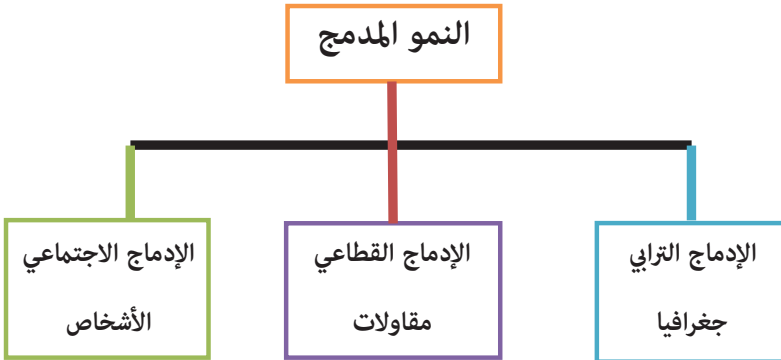 النمو المدمج
الإدماج الترابي
جغرافيا
الإدماج القطاعي
مقاولات
الإدماج الاجتماعي
الأشخاص